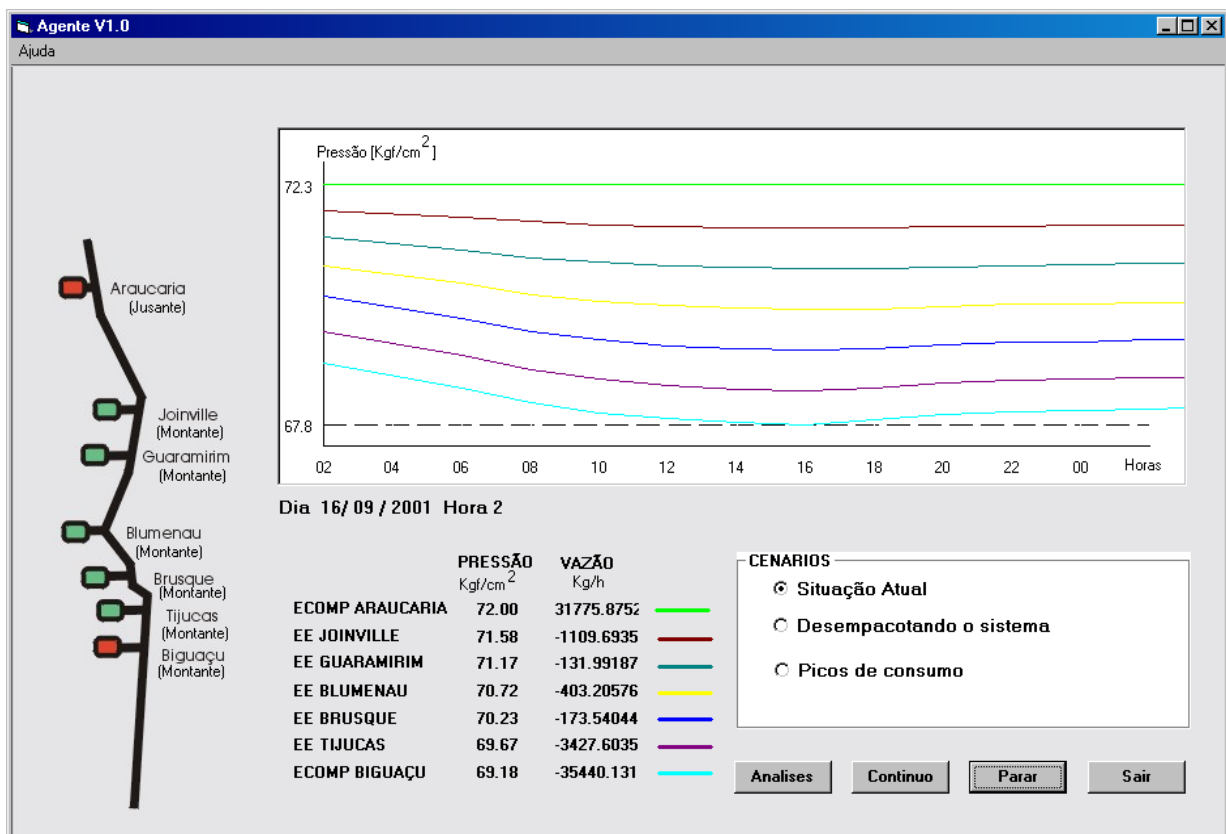 Agente V1.0
Ajuda
Pressão [Kgf/cm2]
72.3
67.8
02 04 06 08 10 12 14 16 18 20 22 00 Horas
Araucaria
(Jusante)
Joinville
(Montante)
Guaramirim
(Montante)
Blumenau
(Montante)
Brusque
(Montante)
Tijucas
(Montante)
Biguaçu
(Montante)
Dia 16/ 09 / 2001 Hora 2
PRESSÃO VAZÃO
Kgf/cm2 Kg/h
ECOMP ARAUCARIA 72.00 31775.8752
EE JOINVILLE 71.58 -1109.6935
EE GUARAMIRIM 71.17 -131.99187
EE BLUMENAU 70.72 -403.20576
EE BRUSQUE 70.23 -173.54044
EE TIJUCAS 69.67 -3427.6035
ECOMP BIGUAÇU 69.18 -35440.131
CENARIOS
Situação Atual
Desempacotando o sistema
Picos de consumo
Analises Continuo Parar Sair